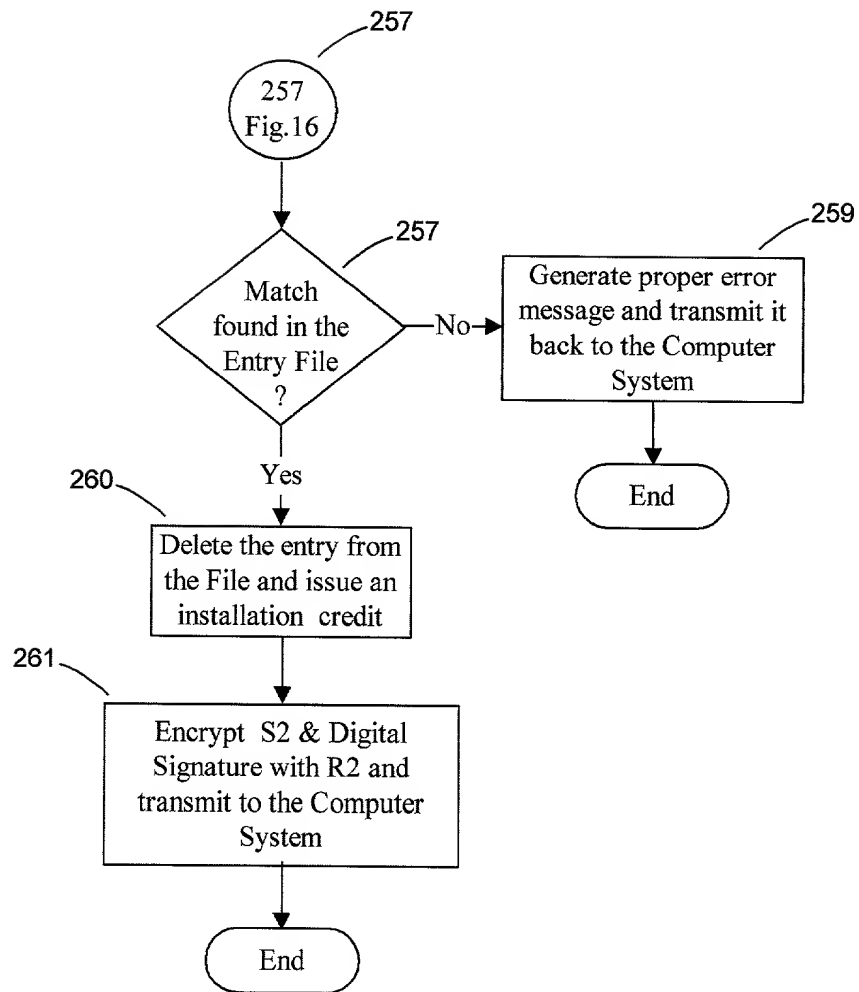 257
257
Fig.16
257
Match
found in the
Entry File
?
No
259
Generate proper error
message and transmit it
back to the Computer
System
End
Yes
260
Delete the entry from
the File and issue an
installation credit
261
Encrypt S2 & Digital
Signature with R2 and
transmit to the Computer
System
End